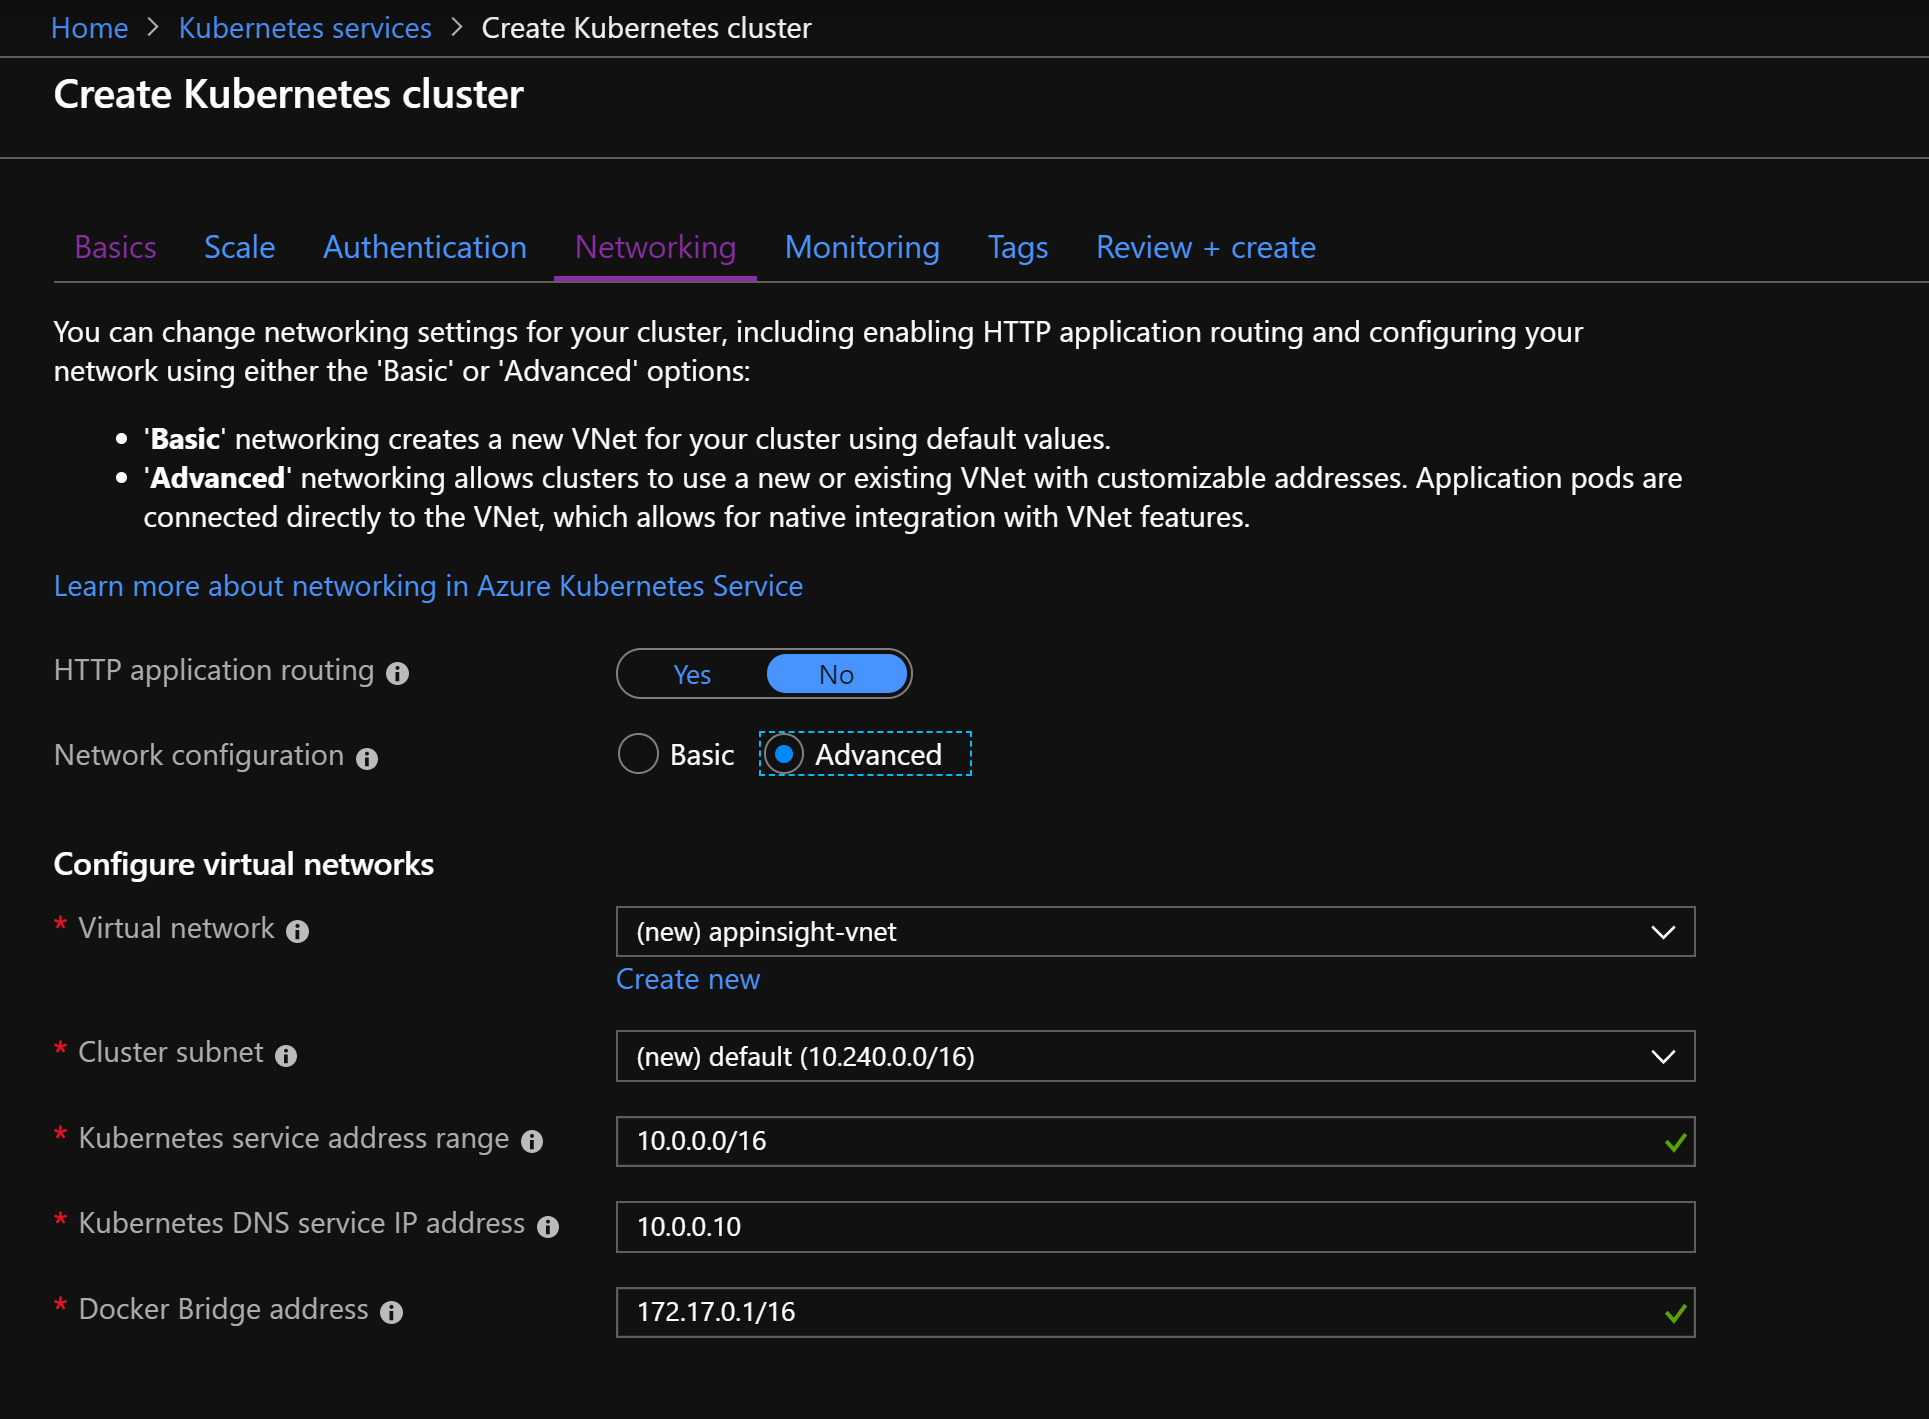 Home > Kubernetes services > Create Kubernetes cluster
Create Kubernetes cluster
Basics Scale Authentication Networking Monitoring Tags Review + create
You can change networking settings for your cluster, including enabling HTTP application routing and configuring your
network using either the 'Basic' or 'Advanced' options:
• 'Basic' networking creates a new VNet for your cluster using default values.
• 'Advanced' networking allows clusters to use a new or existing VNet with customizable addresses. Application pods are
connected directly to the VNet, which allows for native integration with VNet features.
Learn more about networking in Azure Kubernetes Service
HTTP application routing Yes No
Network configuration Basic Advanced
Configure virtual networks
* Virtual network (new) appinsight-vnet
Create new
* Cluster subnet (new) default (10.240.0.0/16)
* Kubernetes service address range 10.0.0.0/16
* Kubernetes DNS service IP address 10.0.0.10
* Docker Bridge address 172.17.0.1/16